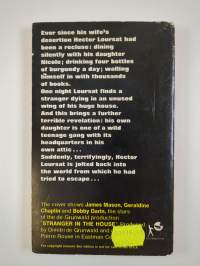 Ever since his wife's
desertion Hector Loursat had
been a recluse: dining
silently with his daughter
Nicole; drinking four bottles
of burgundy a day; walling
himself in with thousands
of books.
One night Loursat finds a
stranger dying in an unused
wing of his huge house.
And this brings a further
terrible revelation: his own
daughter is one of a wild
teenage gang with its
headquarters in his
own attic . . .
Suddenly, terrifyingly, Hector
Loursat is jolted back into
the world from which he had
tried to escape . . .
The cover shows James Mason, Geraldine
Chaplin and Bobby Darin, the stars
of the de Grunwald production
"STRANGER IN THE HOUSE".
by Dimitri de Grunwald
Pierre Rouve in Eastman